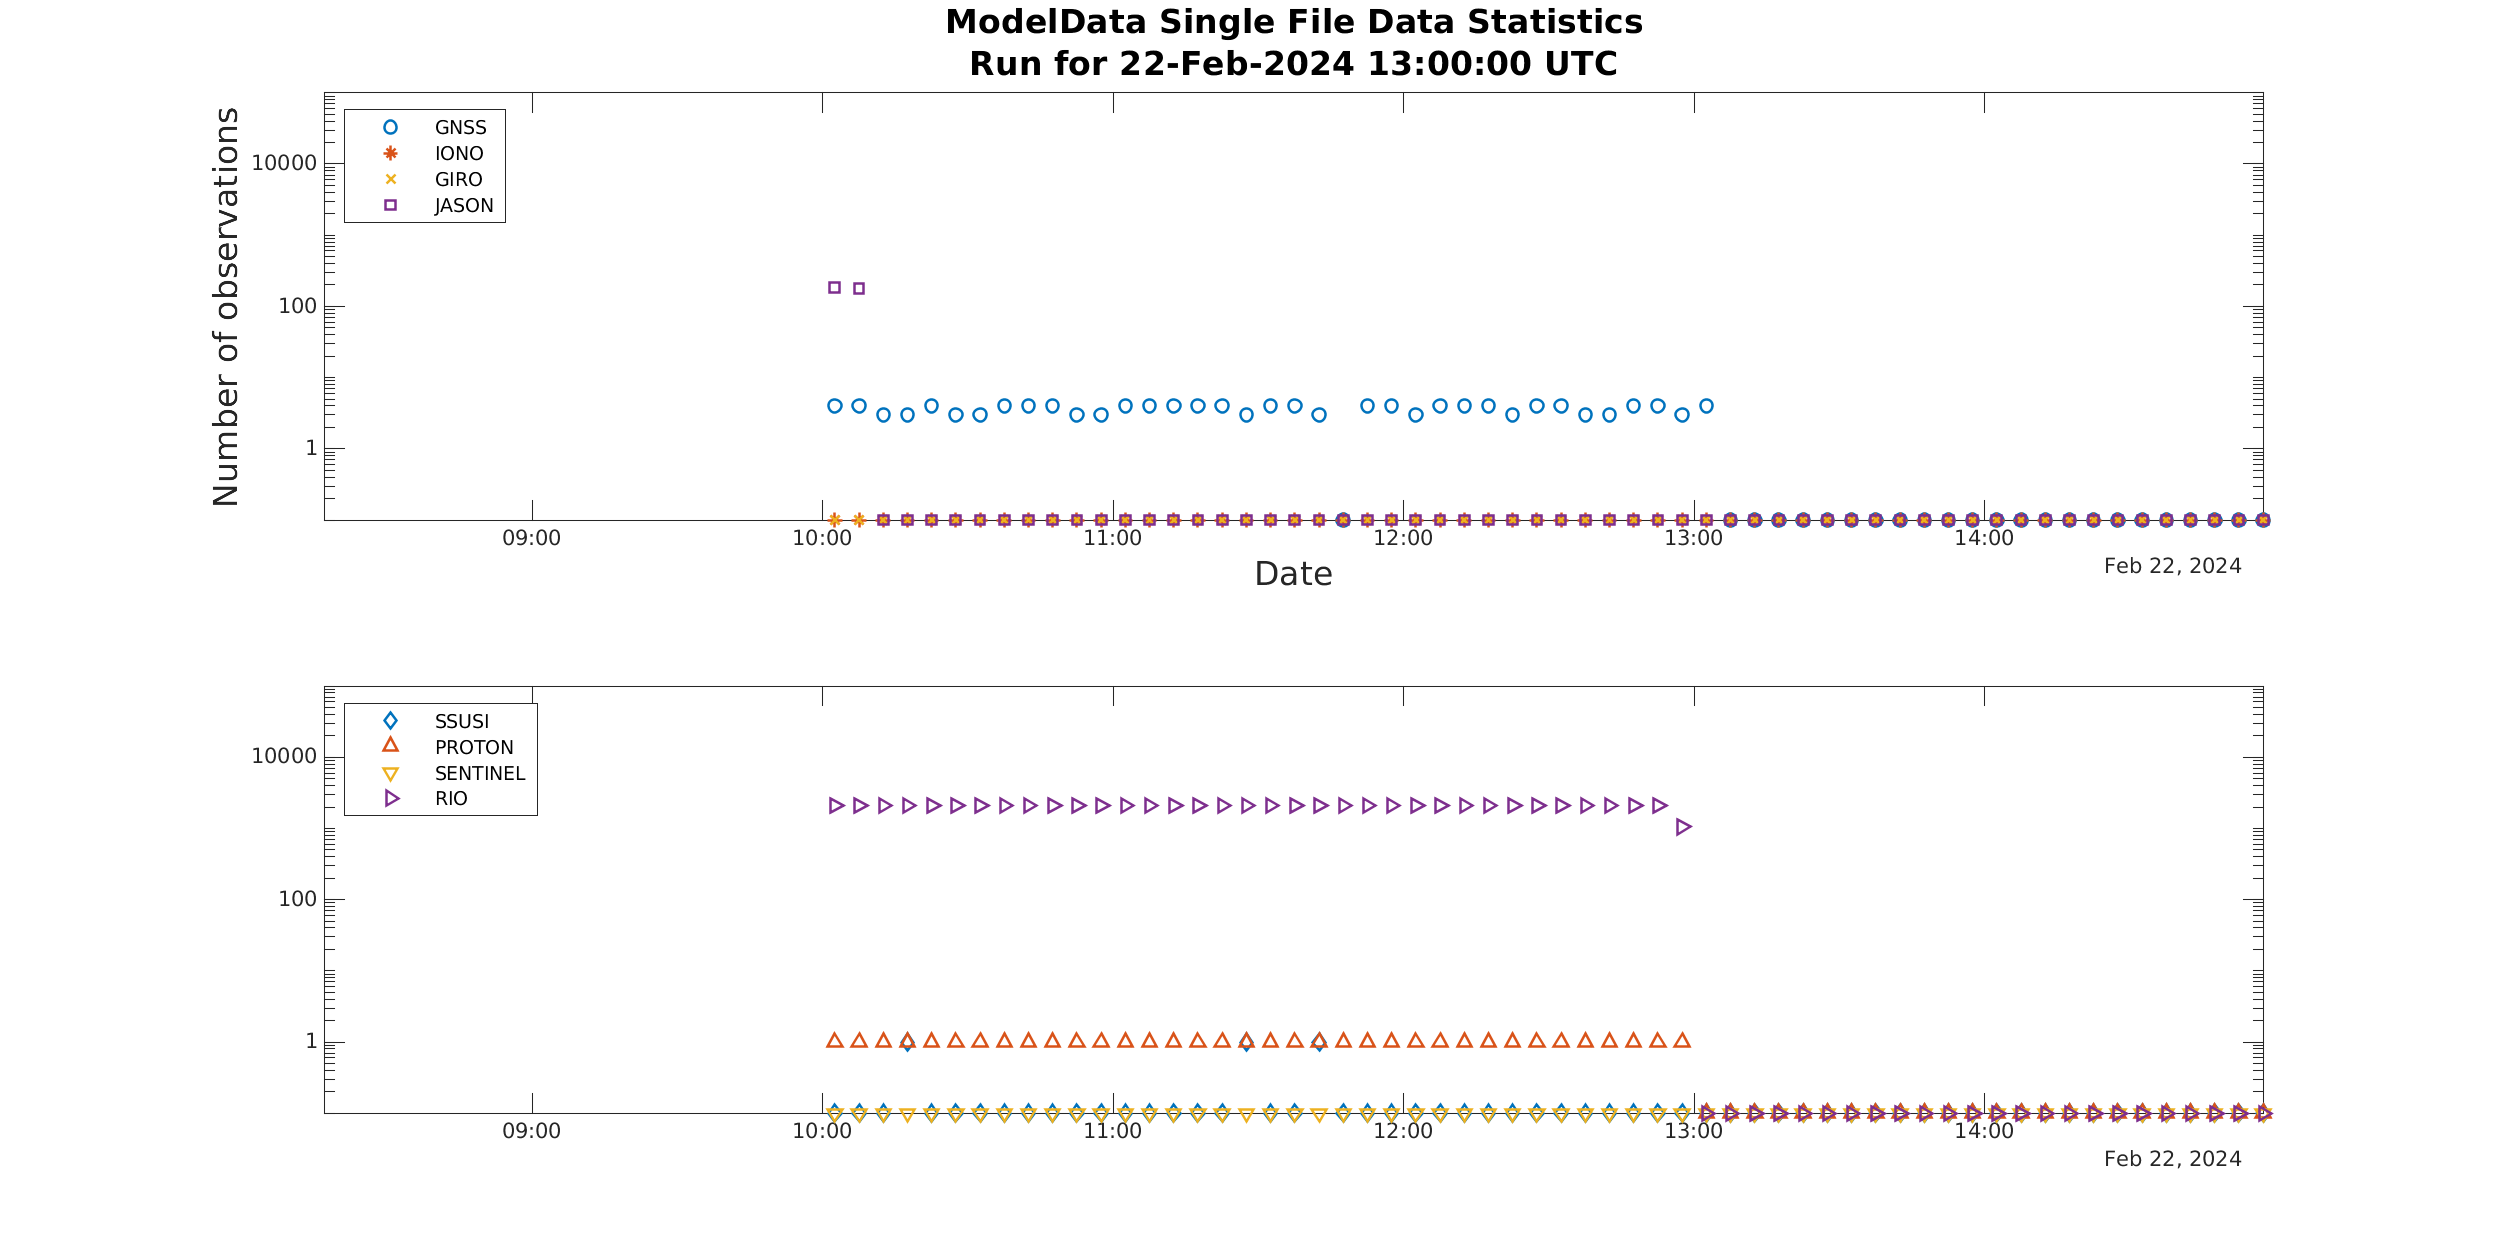 ModelData Single File Data Statistics
Run for 22-Feb-2024 13:00:00 UTC
Number of observations
10000
100
1
GNSS
IONO
GIRO
JASON
09:00 10:00 11:00 12:00 13:00 14:00
Feb 22, 2024
Date
10000
100
1
SSUSI
PROTON
SENTINEL
RIO
09:00 10:00 11:00 12:00 13:00 14:00
Feb 22, 2024